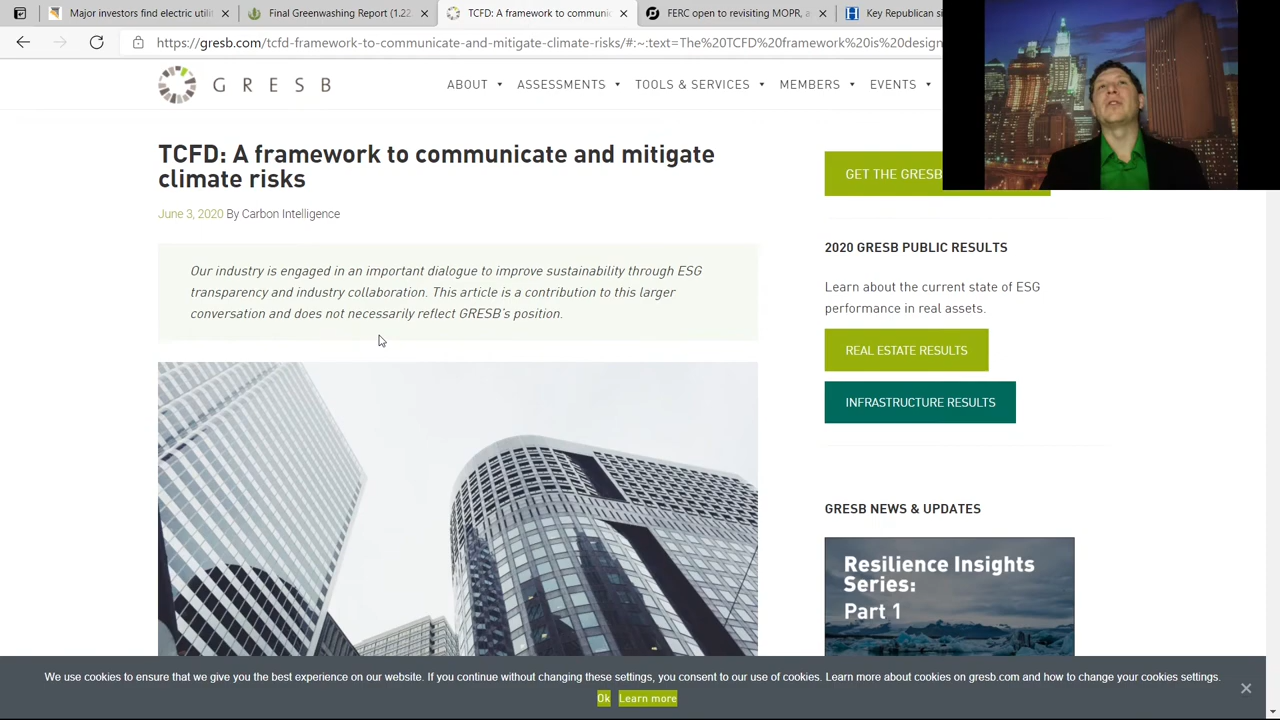 Major investors find electric utilit
Final Greenwashing Report (1.22
TCFD: A framework to communic
FERC open to revisiting MOPR, a
Key Republican si
https://gresb.com/tcfd-framework-to-communicate-and-mitigate-climate-risks/#:~:text=The%20TCFD%20framework%20is%20design
GRESB
ABOUT
ASSESSMENTS
TOOLS & SERVICES
MEMBERS
EVENTS
TCFD: A framework to communicate and mitigate
climate risks
June 3, 2020 By Carbon Intelligence
Our industry is engaged in an important dialogue to improve sustainability through ESG
transparency and industry collaboration. This article is a contribution to this larger
conversation and does not necessarily reflect GRESB's position.
GET THE GRESB
2020 GRESB PUBLIC RESULTS
Learn about the current state of ESG
performance in real assets.
REAL ESTATE RESULTS
INFRASTRUCTURE RESULTS
GRESB NEWS & UPDATES
Resilience Insights
Series:
Part 1
We use cookies to ensure that we give you the best experience on our website. If you continue without changing these settings, you consent to our use of cookies. Learn more about cookies on gresb.com and how to change your cookies settings.
Ok Learn more